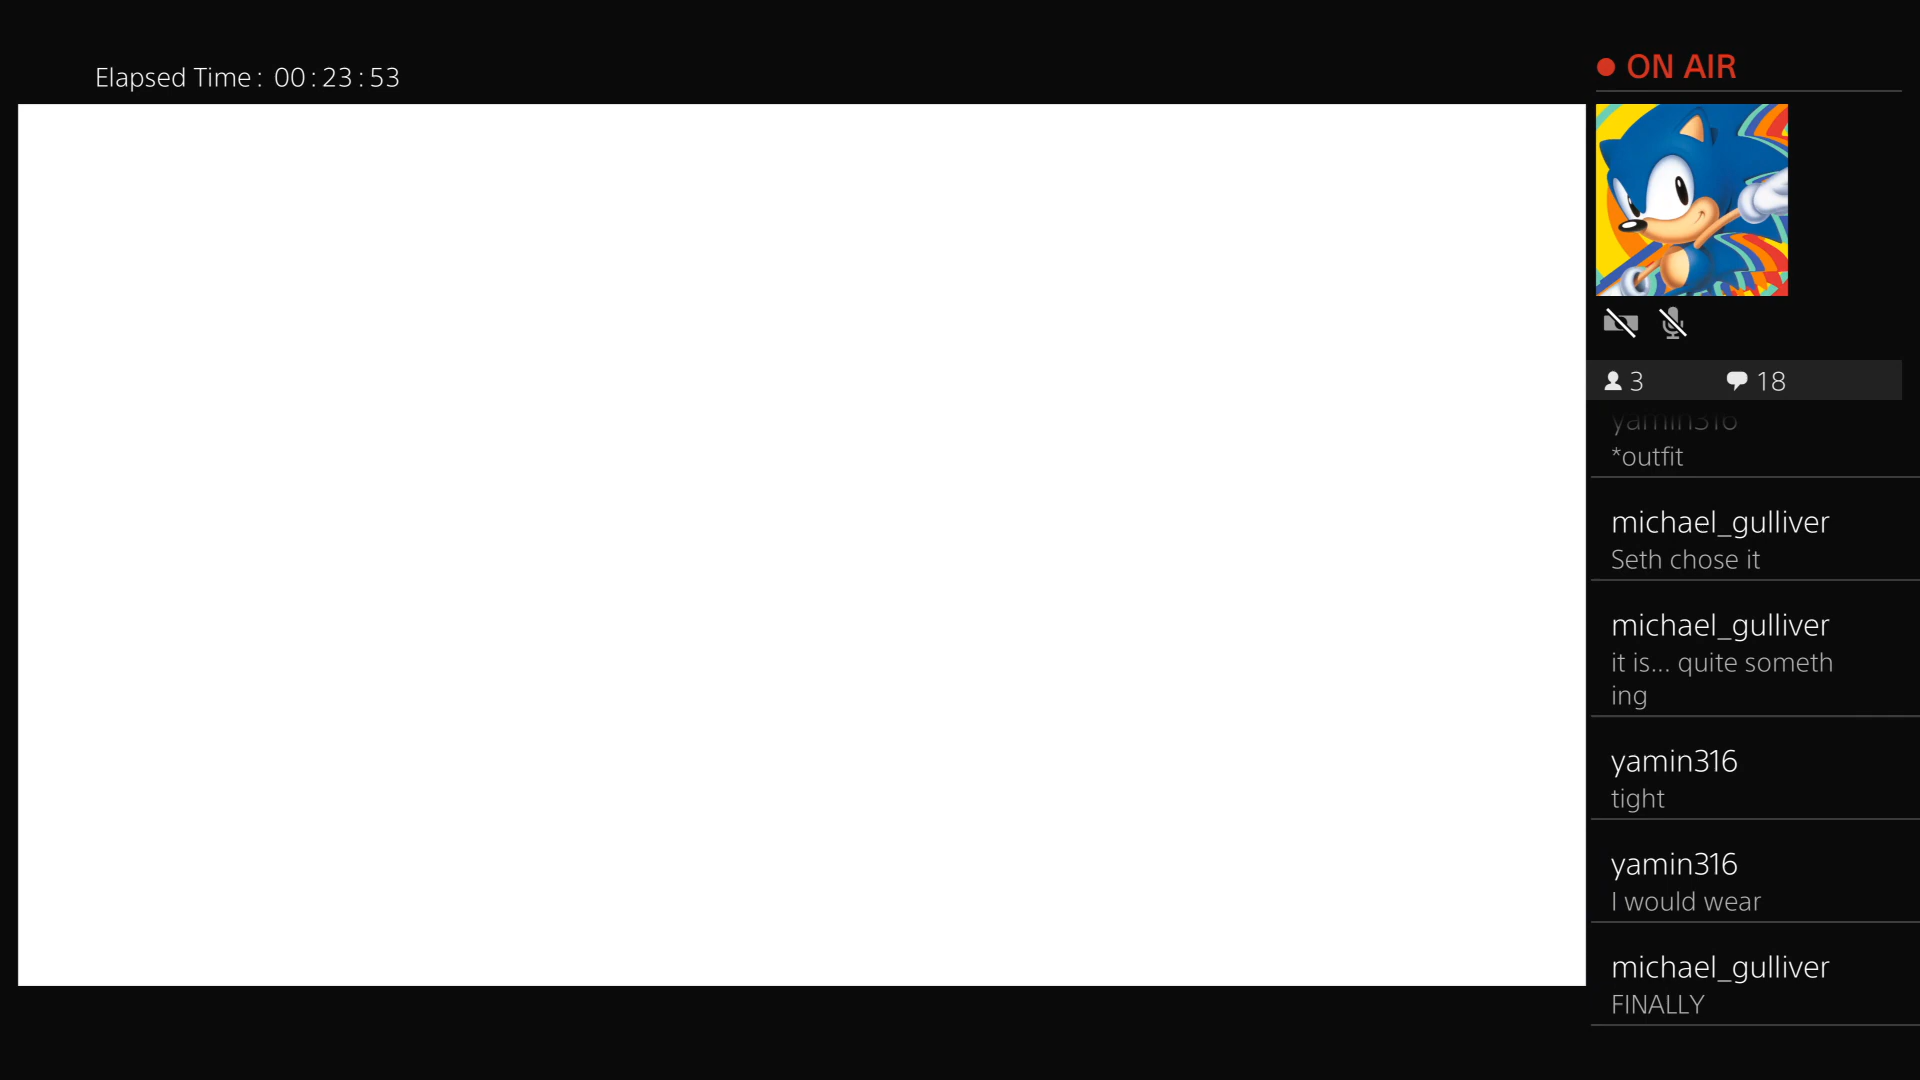 Elapsed Time: 00:23:53
ON AIR
3 18
yamin316
*outfit
michael_gulliver
Seth chose it
michael_gulliver
it is... quite someth
ing
yamin316
tight
yamin316
I would wear
michael_gulliver
FINALLY